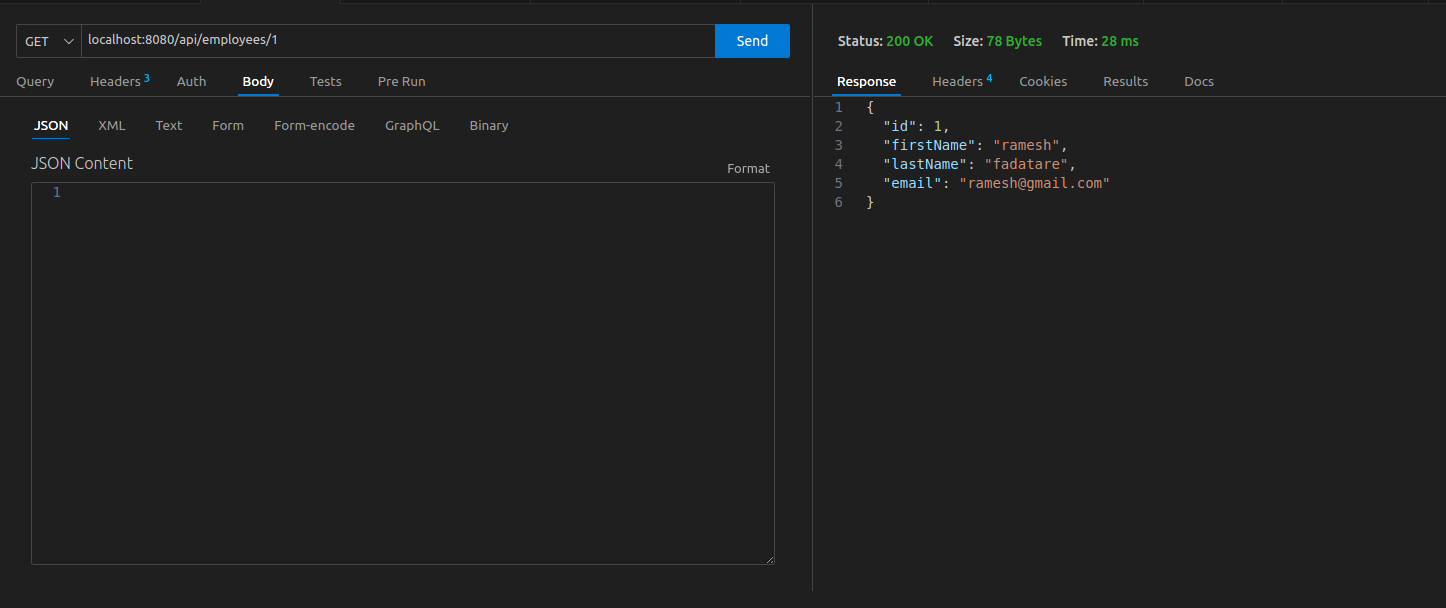 GET localhost:8080/api/employees/1 Send
Query Headers 3 Auth Body Tests Pre Run
JSON XML Text Form Form-encode GraphQL Binary
JSON Content Format
1
Status: 200 OK Size: 78 Bytes Time: 28 ms
Response Headers 4 Cookies Results Docs
1 {
2 "id": 1,
3 "firstName": "ramesh",
4 "lastName": "fadatare",
5 "email": "ramesh@gmail.com"
6 }